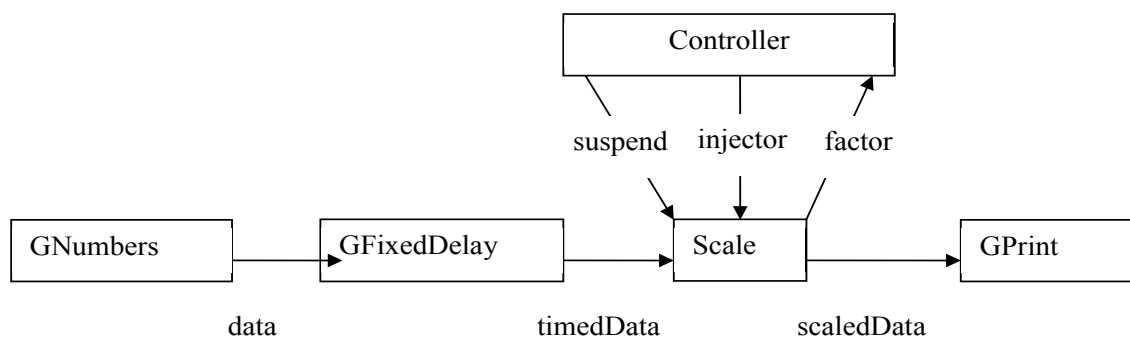 Controller
suspend injector factor
GNumbers GFixedDelay Scale GPrint
data timedData scaledData